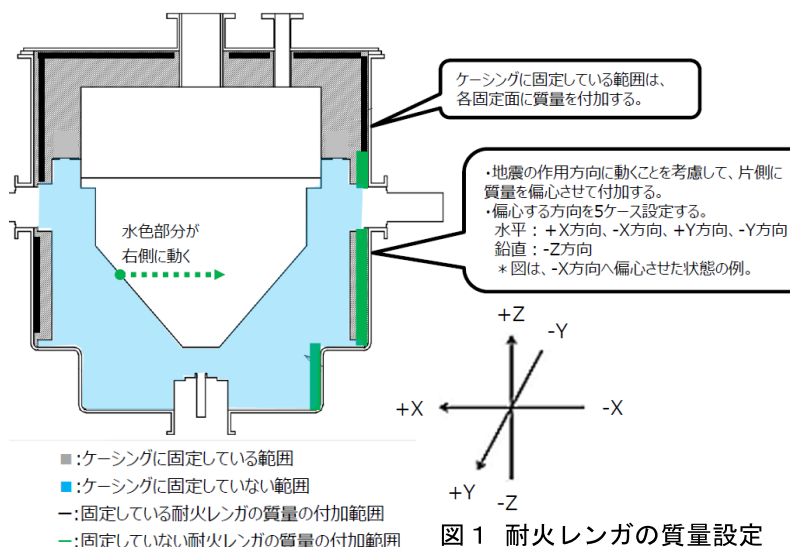 ケーシングに固定している範囲は、
各固定面に質量を付加する。
・地震の作用方向に動くことを考慮して、片側に
質量を偏心させて付加する。
・偏心する方向を5ケース設定する。
水平：+X方向、-X方向、+Y方向、-Y方向
鉛直：-Z方向
＊図は、-X方向へ偏心させた状態の例。
水色部分が
右側に動く
+Z
-Y
+X
-X
+Y
-Z
■:ケーシングに固定している範囲
■:ケーシングに固定していない範囲
ー:固定している耐火レンガの質量の付加範囲
ー:固定していない耐火レンガの質量の付加範囲
図１ 耐火レンガの質量設定